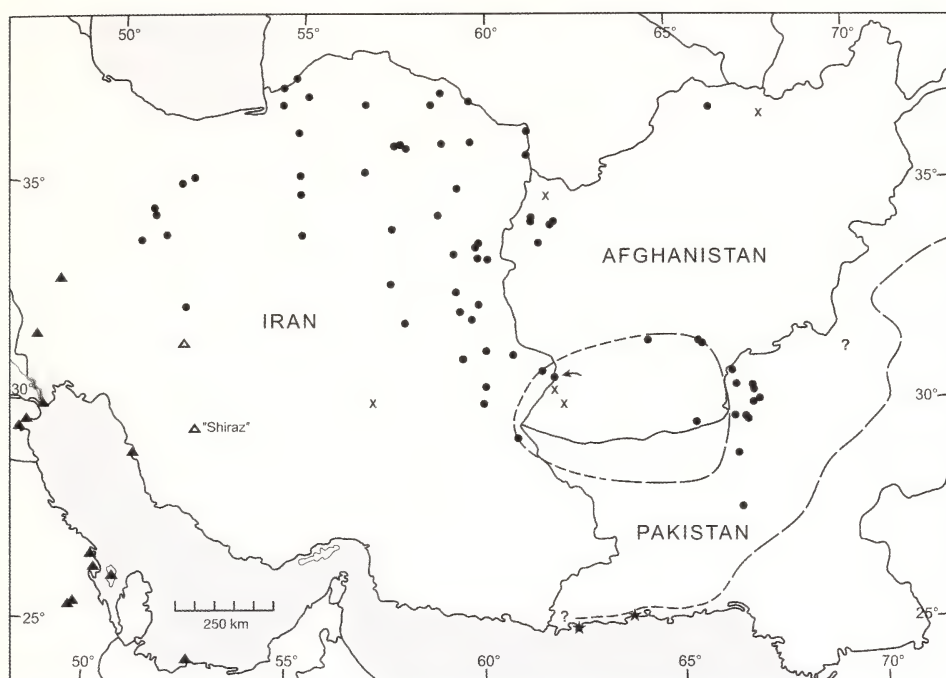 50° 55° 60° 65° 70°
x
35° 35°
x
AFGHANISTAN
IRAN
?
30° x 30°
x x
"Shiraz"
PAKISTAN
25° ? 25°
250 km
50° 55° 60° 65° 70°